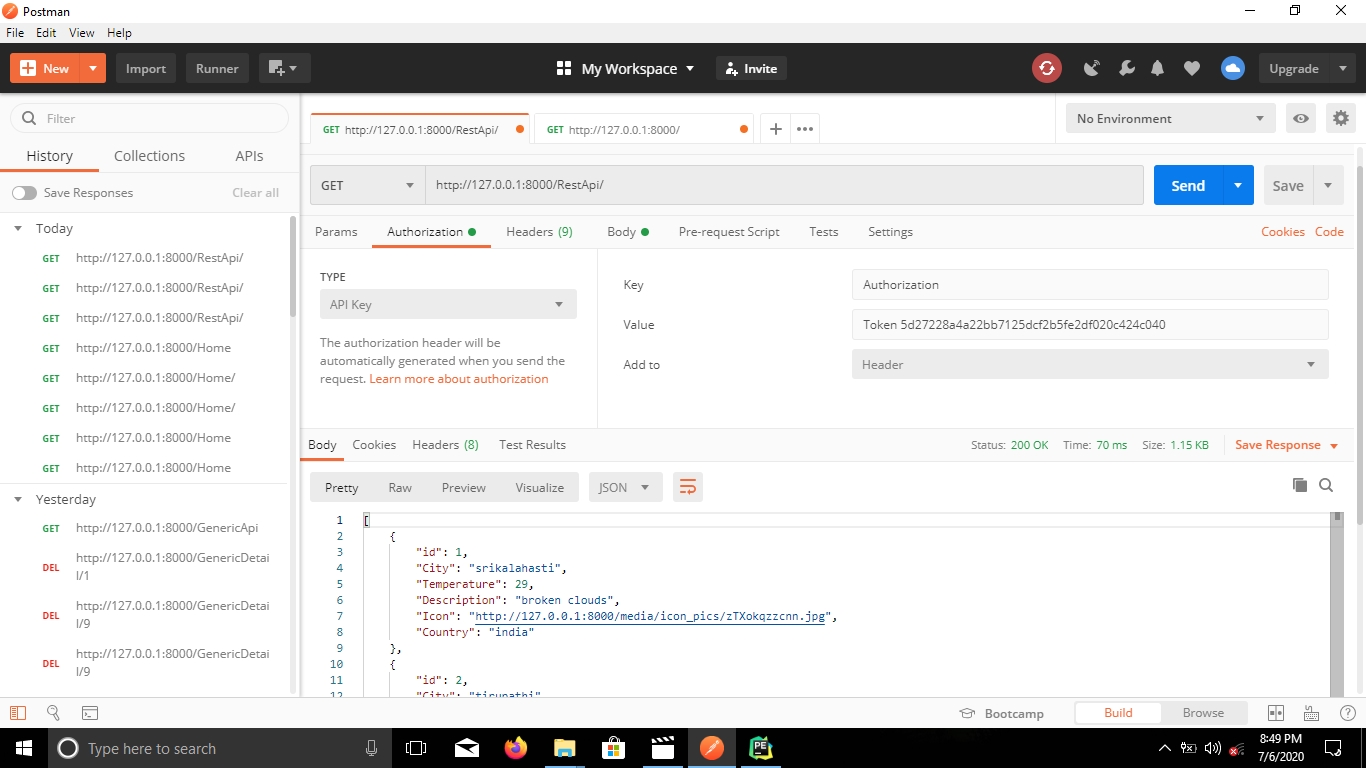 Postman
File Edit View Help
New Import Runner My Workspace Invite Upgrade
Filter
History Collections APIs
Save Responses Clear all
Today
GET http://127.0.0.1:8000/RestApi/
GET http://127.0.0.1:8000/RestApi/
GET http://127.0.0.1:8000/RestApi/
GET http://127.0.0.1:8000/Home
GET http://127.0.0.1:8000/Home/
GET http://127.0.0.1:8000/Home/
GET http://127.0.0.1:8000/Home
GET http://127.0.0.1:8000/Home
Yesterday
GET http://127.0.0.1:8000/GenericApi
DEL http://127.0.0.1:8000/GenericDetai
l/1
DEL http://127.0.0.1:8000/GenericDetai
l/9
DEL http://127.0.0.1:8000/GenericDetai
l/9
GET http://127.0.0.1:8000/RestApi/ GET http://127.0.0.1:8000/ No Environment
GET http://127.0.0.1:8000/RestApi/ Send Save
Params Authorization Headers (9) Body Pre-request Script Tests Settings Cookies Code
TYPE
API Key
The authorization header will be
automatically generated when you send the
request. Learn more about authorization
Key Authorization
Value Token 5d27228a4a22bb7125dcf2b5fe2df020c424c040
Add to Header
Body Cookies Headers (8) Test Results Status: 200 OK Time: 70 ms Size: 1.15 KB Save Response
Pretty Raw Preview Visualize JSON
1 [
2 {
3 "id": 1,
4 "City": "srikalahasti",
5 "Temperature": 29,
6 "Description": "broken clouds",
7 "Icon": "http://127.0.0.1:8000/media/icon_pics/zTXokqzzcnn.jpg",
8 "Country": "india"
9 },
10 {
11 "id": 2,
12 "City": "tirupathi"
Bootcamp Build Browse
Type here to search
PE
8:49 PM
7/6/2020